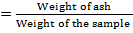 = Weight of ash
Weight of the sample